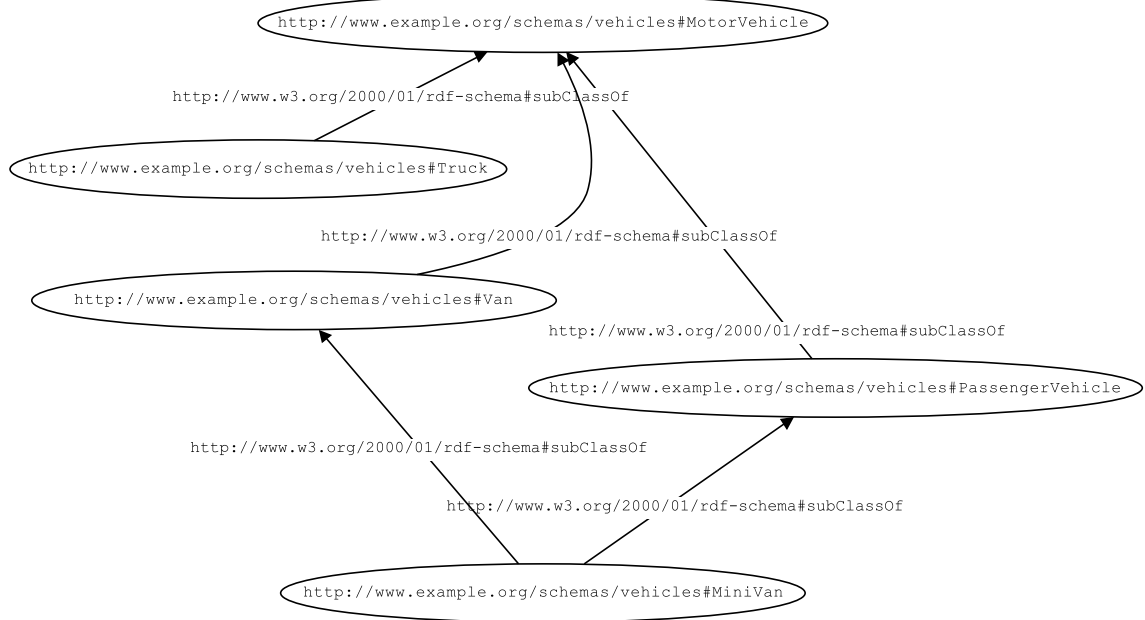 http://www.example.org/schemas/vehicles#MotorVehicle
http://www.w3.org/2000/01/rdf-schema#subClassOf
http://www.example.org/schemas/vehicles#Truck
http://www.w3.org/2000/01/rdf-schema#subClassOf
http://www.example.org/schemas/vehicles#Van
http://www.w3.org/2000/01/rdf-schema#subClassOf
http://www.example.org/schemas/vehicles#PassengerVehicle
http://www.w3.org/2000/01/rdf-schema#subClassOf
http://www.w3.org/2000/01/rdf-schema#subClassOf
http://www.example.org/schemas/vehicles#MiniVan